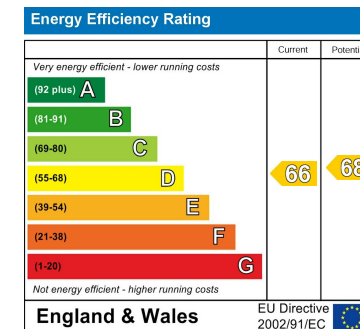 Energy Efficiency Rating
Current Potenti
Very energy efficient - lower running costs
(92 plus) A
(81-91) B
(69-80) C
(55-68) D
(39-54) E
(21-38) F
(1-20) G
66
68
Not energy efficient - higher running costs
England & Wales
EU Directive
2002/91/EC